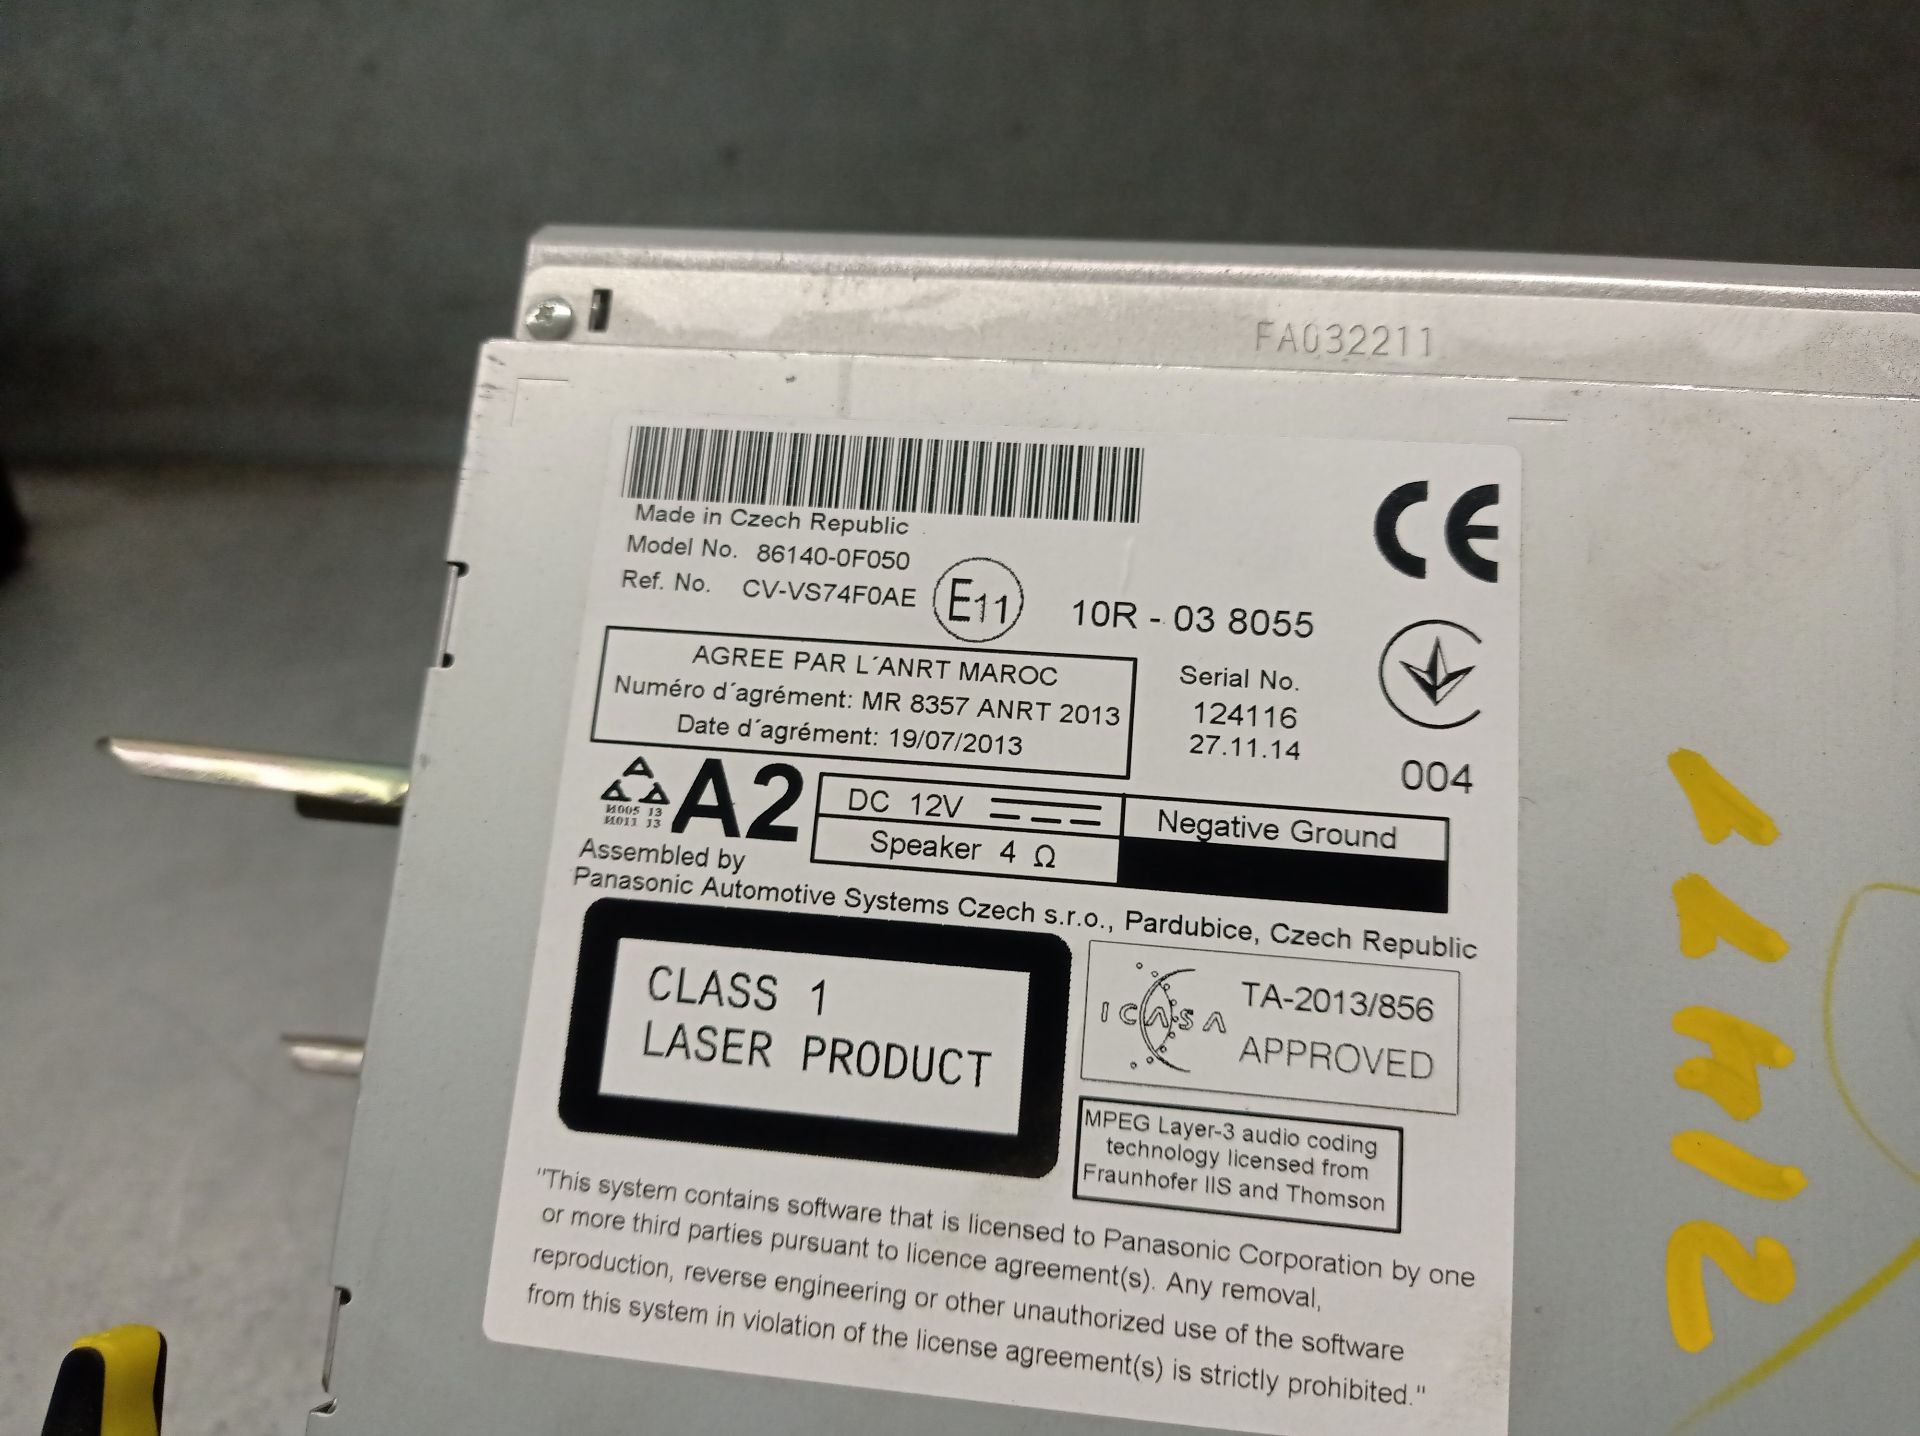 FA032211
Made in Czech Republic
Model No. 86140-0F050
Ref. No. CV-VS74F0AE
E11
10R - 03 8055
CE
AGREE PAR L´ANRT MAROC
Numéro d´agrément: MR 8357 ANRT 2013
Date d´agrément: 19/07/2013
Serial No.
124116
27.11.14
004
И005 13
И011 13
A2
DC 12V
Negative Ground
Speaker 4 Ω
Assembled by
Panasonic Automotive Systems Czech s.r.o., Pardubice, Czech Republic
CLASS 1
LASER PRODUCT
ICASA
TA-2013/856
APPROVED
MPEG Layer-3 audio coding
technology licensed from
Fraunhofer IIS and Thomson
"This system contains software that is licensed to Panasonic Corporation by one
or more third parties pursuant to licence agreement(s). Any removal,
reproduction, reverse engineering or other unauthorized use of the software
from this system in violation of the license agreement(s) is strictly prohibited."